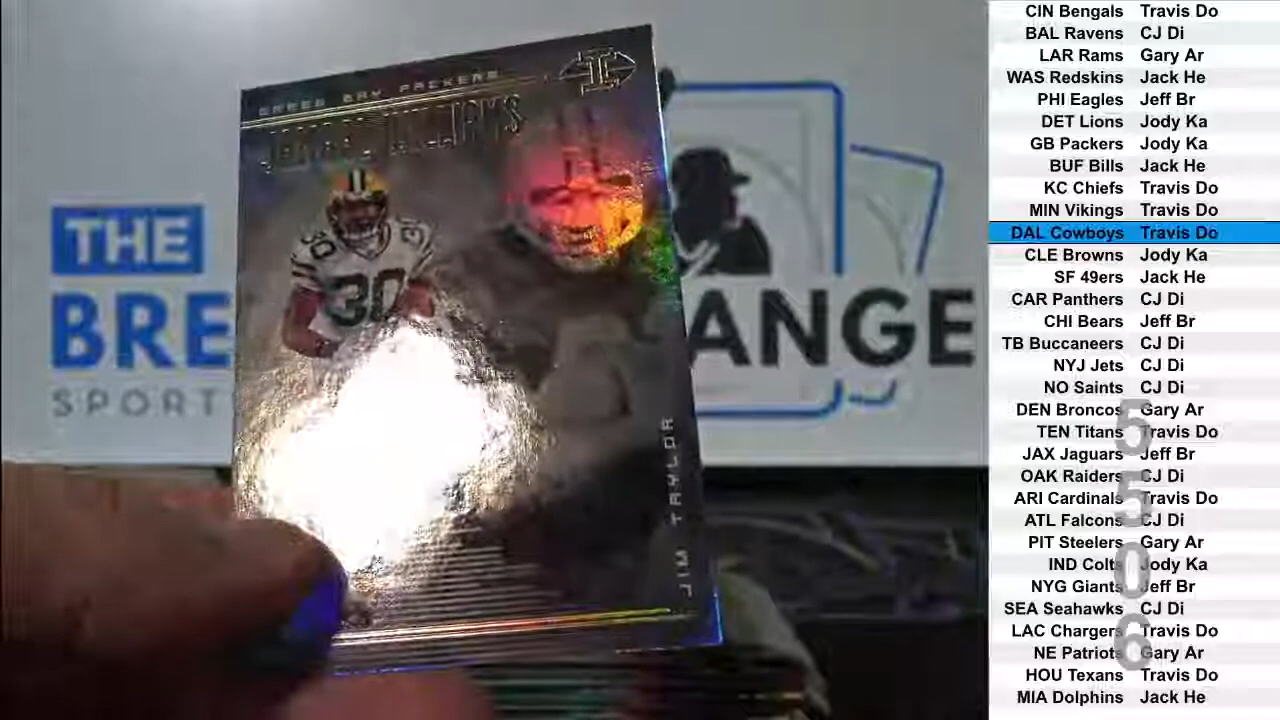 GREEN BAY PACKERS
JAMAAL WILLIAMS
30
30
JIM TAYLOR
THE
BRE
ANGE
SPORT
CIN Bengals Travis Do
BAL Ravens CJ Di
LAR Rams Gary Ar
WAS Redskins Jack He
PHI Eagles Jeff Br
DET Lions Jody Ka
GB Packers Jody Ka
BUF Bills Jack He
KC Chiefs Travis Do
MIN Vikings Travis Do
DAL Cowboys Travis Do
CLE Browns Jody Ka
SF 49ers Jack He
CAR Panthers CJ Di
CHI Bears Jeff Br
TB Buccaneers CJ Di
NYJ Jets CJ Di
NO Saints CJ Di
DEN Broncos Gary Ar
TEN Titans Travis Do
JAX Jaguars Jeff Br
OAK Raiders CJ Di
ARI Cardinals Travis Do
ATL Falcons CJ Di
PIT Steelers Gary Ar
IND Colts Jody Ka
NYG Giants Jeff Br
SEA Seahawks CJ Di
LAC Chargers Travis Do
NE Patriots Gary Ar
HOU Texans Travis Do
MIA Dolphins Jack He
5506